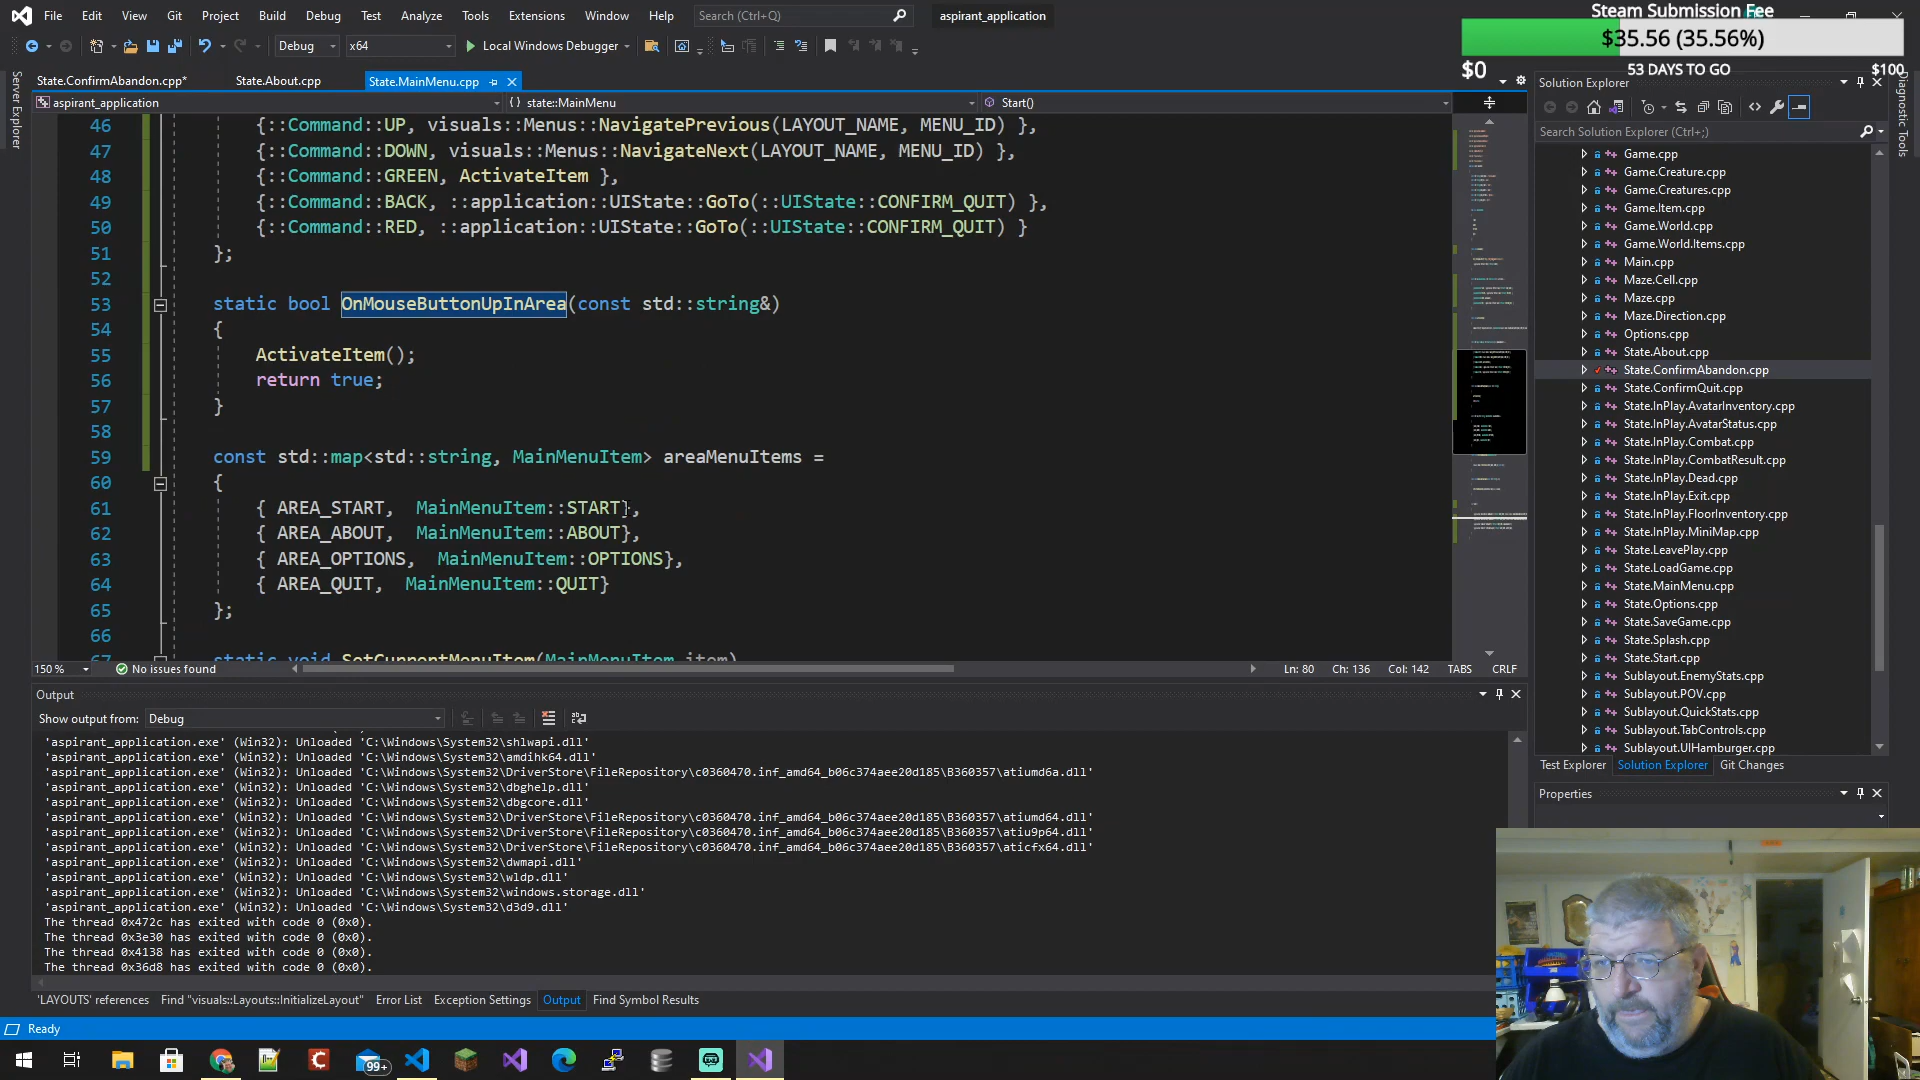 File Edit View Git Project Build Debug Test Analyze Tools Extensions Window Help Search (Ctrl+Q) aspirant_application
Steam Submission Fee
$35.56 (35.56%)
$0 53 DAYS TO GO $100
Debug x64 Local Windows Debugger
State.ConfirmAbandon.cpp* State.About.cpp State.MainMenu.cpp
aspirant_application {} state::MainMenu Start()
46 {::Command::UP, visuals::Menus::NavigatePrevious(LAYOUT_NAME, MENU_ID) },
47 {::Command::DOWN, visuals::Menus::NavigateNext(LAYOUT_NAME, MENU_ID) },
48 {::Command::GREEN, ActivateItem },
49 {::Command::BACK, ::application::UIState::GoTo(::UIState::CONFIRM_QUIT) },
50 {::Command::RED, ::application::UIState::GoTo(::UIState::CONFIRM_QUIT) }
51 };
52
53 static bool OnMouseButtonUpInArea(const std::string&)
54 {
55 ActivateItem();
56 return true;
57 }
58
59 const std::map<std::string, MainMenuItem> areaMenuItems =
60 {
61 { AREA_START, MainMenuItem::START},
62 { AREA_ABOUT, MainMenuItem::ABOUT},
63 { AREA_OPTIONS, MainMenuItem::OPTIONS},
64 { AREA_QUIT, MainMenuItem::QUIT}
65 };
66
67 static void SetCurrentMenuItem(MainMenuItem item)
150 % No issues found Ln: 80 Ch: 136 Col: 142 TABS CRLF
Output
Show output from: Debug
'aspirant_application.exe' (Win32): Unloaded 'C:\Windows\System32\shlwapi.dll'
'aspirant_application.exe' (Win32): Unloaded 'C:\Windows\System32\amdihk64.dll'
'aspirant_application.exe' (Win32): Unloaded 'C:\Windows\System32\DriverStore\FileRepository\c0360470.inf_amd64_b06c374aee20d185\B360357\atiumd6a.dll'
'aspirant_application.exe' (Win32): Unloaded 'C:\Windows\System32\dbghelp.dll'
'aspirant_application.exe' (Win32): Unloaded 'C:\Windows\System32\dbgcore.dll'
'aspirant_application.exe' (Win32): Unloaded 'C:\Windows\System32\DriverStore\FileRepository\c0360470.inf_amd64_b06c374aee20d185\B360357\atiumd64.dll'
'aspirant_application.exe' (Win32): Unloaded 'C:\Windows\System32\DriverStore\FileRepository\c0360470.inf_amd64_b06c374aee20d185\B360357\atiu9p64.dll'
'aspirant_application.exe' (Win32): Unloaded 'C:\Windows\System32\DriverStore\FileRepository\c0360470.inf_amd64_b06c374aee20d185\B360357\aticfx64.dll'
'aspirant_application.exe' (Win32): Unloaded 'C:\Windows\System32\dwmapi.dll'
'aspirant_application.exe' (Win32): Unloaded 'C:\Windows\System32\wldp.dll'
'aspirant_application.exe' (Win32): Unloaded 'C:\Windows\System32\windows.storage.dll'
'aspirant_application.exe' (Win32): Unloaded 'C:\Windows\System32\d3d9.dll'
The thread 0x472c has exited with code 0 (0x0).
The thread 0x3e30 has exited with code 0 (0x0).
The thread 0x4138 has exited with code 0 (0x0).
The thread 0x36d8 has exited with code 0 (0x0).
'LAYOUTS' references Find "visuals::Layouts::InitializeLayout" Error List Exception Settings Output Find Symbol Results
Ready
99+
Server Explorer
Diagnostic Tools
Solution Explorer
Search Solution Explorer (Ctrl+;)
Game.cpp
Game.Creature.cpp
Game.Creatures.cpp
Game.Item.cpp
Game.World.cpp
Game.World.Items.cpp
Main.cpp
Maze.Cell.cpp
Maze.cpp
Maze.Direction.cpp
Options.cpp
State.About.cpp
State.ConfirmAbandon.cpp
State.ConfirmQuit.cpp
State.InPlay.AvatarInventory.cpp
State.InPlay.AvatarStatus.cpp
State.InPlay.Combat.cpp
State.InPlay.CombatResult.cpp
State.InPlay.Dead.cpp
State.InPlay.Exit.cpp
State.InPlay.FloorInventory.cpp
State.InPlay.MiniMap.cpp
State.LeavePlay.cpp
State.LoadGame.cpp
State.MainMenu.cpp
State.Options.cpp
State.SaveGame.cpp
State.Splash.cpp
State.Start.cpp
Sublayout.EnemyStats.cpp
Sublayout.POV.cpp
Sublayout.QuickStats.cpp
Sublayout.TabControls.cpp
Sublayout.UIHamburger.cpp
Test Explorer Solution Explorer Git Changes
Properties